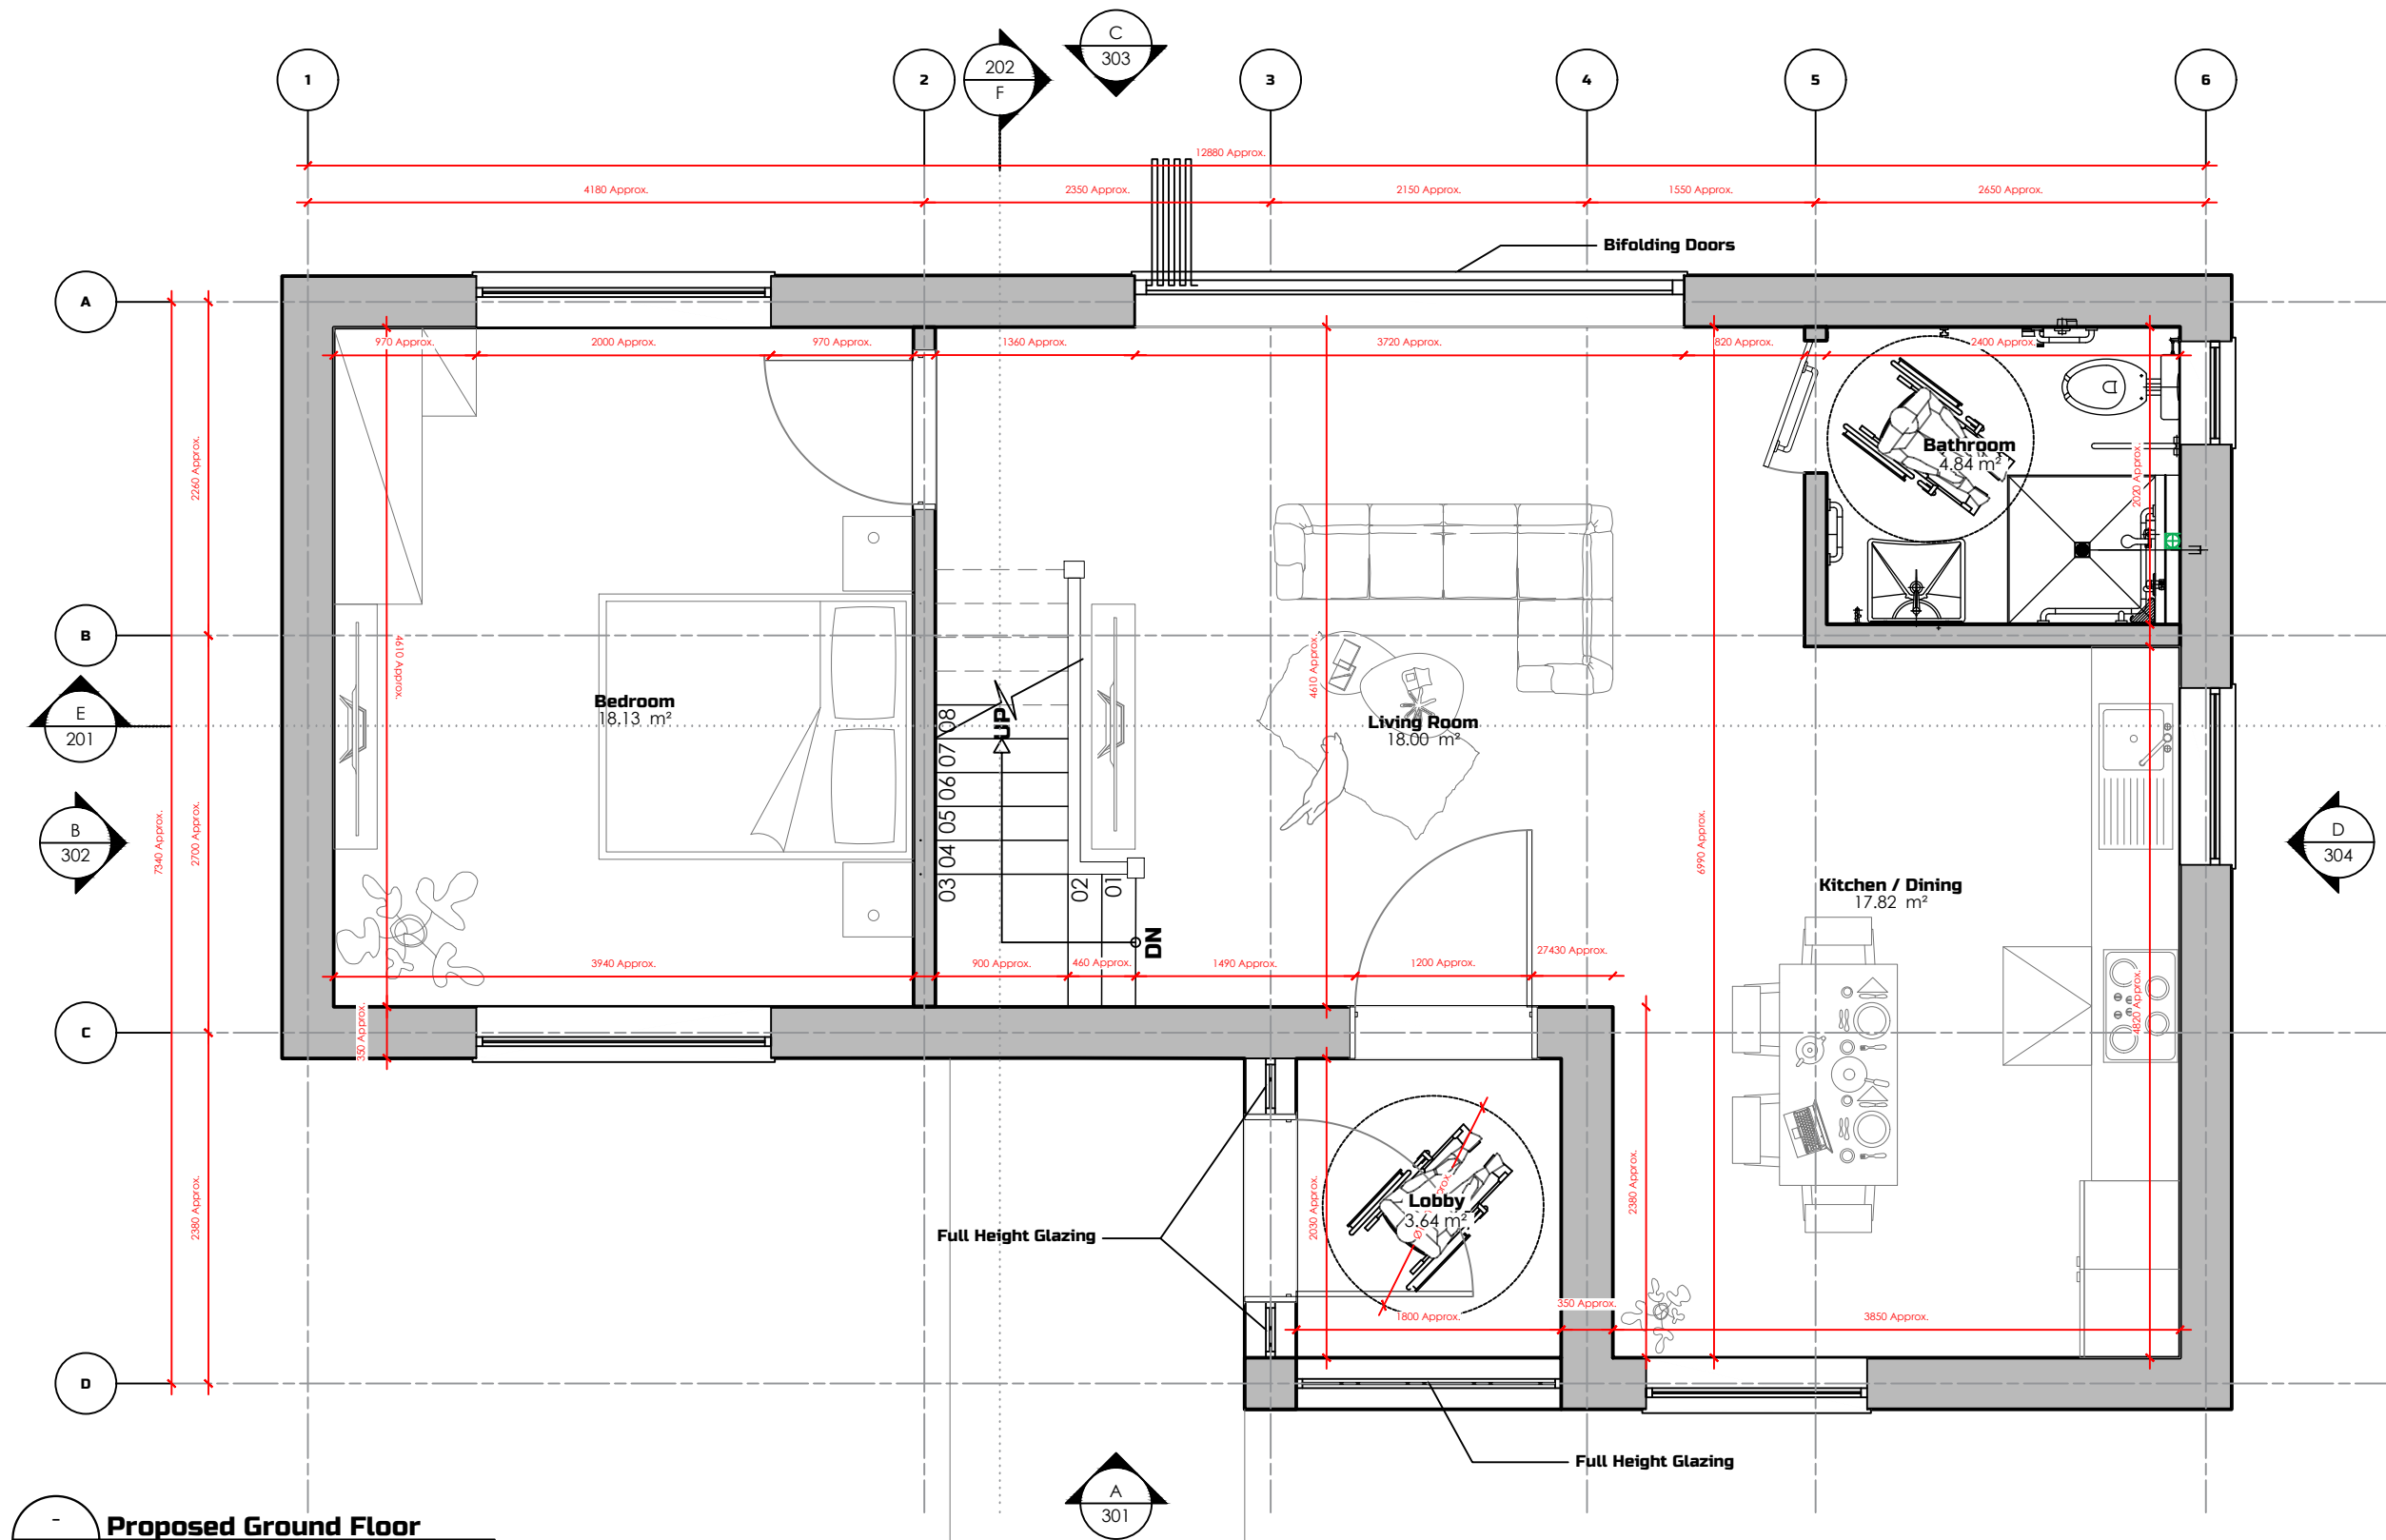 C
303
202
F
1
2
3
4
5
6
12880 Approx.
4180 Approx.
2350 Approx.
2150 Approx.
1550 Approx.
2650 Approx.
Bifolding Doors
A
970 Approx.
2000 Approx.
970 Approx.
1360 Approx.
3720 Approx.
820 Approx.
2400 Approx.
2260 Approx.
Bathroom
4.84 m²
2020 Approx.
B
4610 Approx.
4610 Approx.
Bedroom
18.13 m²
E
201
UP
Living Room
18.00 m²
08
07
06
05
04
03
02
01
DN
B
302
7340 Approx.
2700 Approx.
6990 Approx.
D
304
Kitchen / Dining
17.82 m²
3940 Approx.
900 Approx.
460 Approx.
1490 Approx.
1200 Approx.
27430 Approx.
C
350 Approx.
4820 Approx.
2380 Approx.
2030 Approx.
2380 Approx.
Lobby
3.64 m²
Full Height Glazing
1800 Approx.
350 Approx.
3850 Approx.
D
Full Height Glazing
A
301
-
Proposed Ground Floor